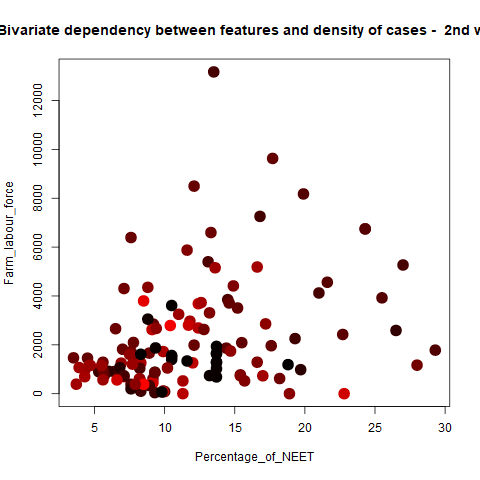 Bivariate dependency between features and density of cases - 2nd w
Farm_labour_force
12000
10000
8000
6000
4000
2000
0
5 10 15 20 25 30
Percentage_of_NEET